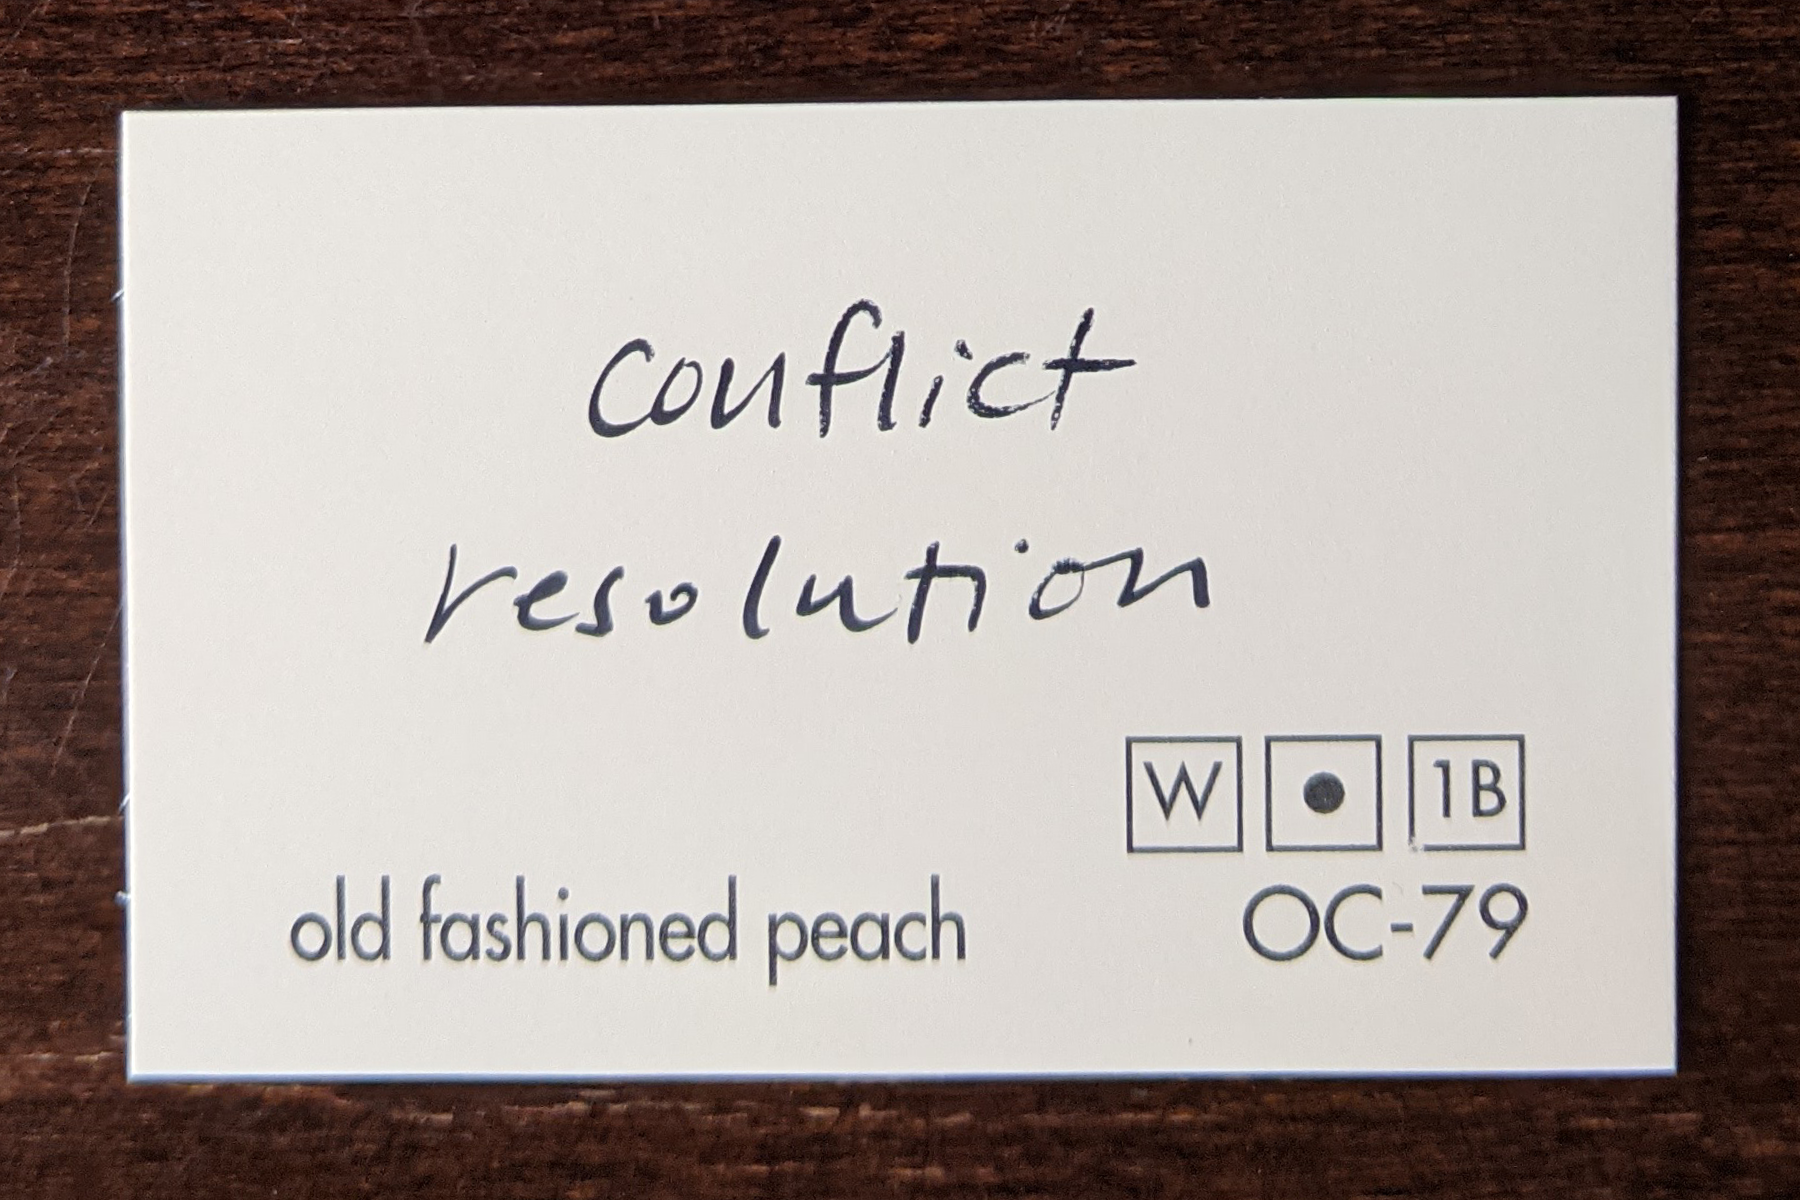 conflict
resolution
W • 1B
old fashioned peach OC-79